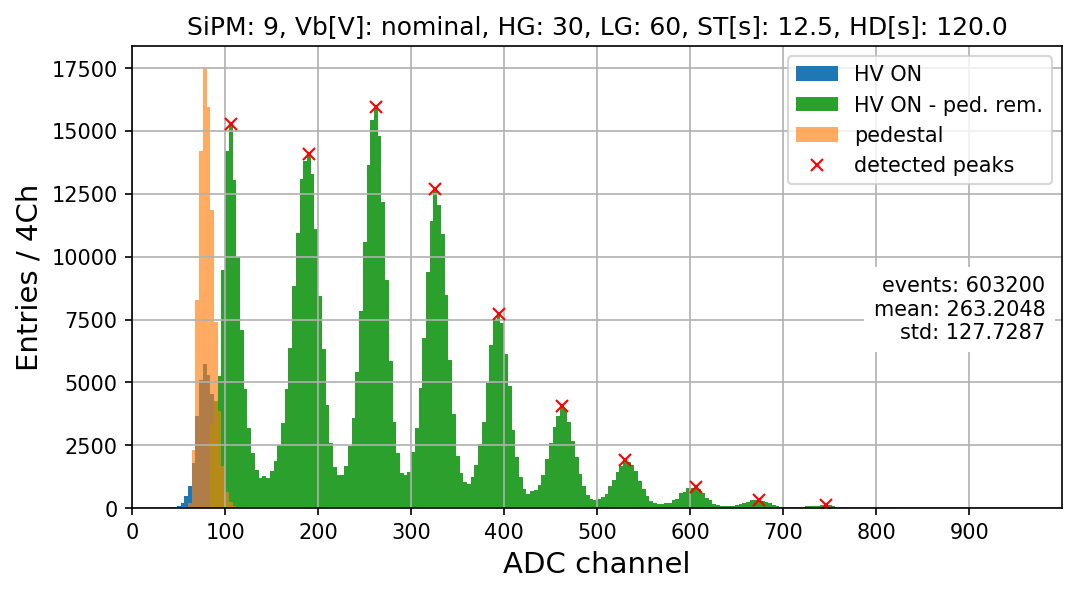 SiPM: 9, Vb[V]: nominal, HG: 30, LG: 60, ST[s]: 12.5, HD[s]: 120.0
HV ON
HV ON - ped. rem.
pedestal
detected peaks
events: 603200
mean: 263.2048
std: 127.7287
Entries / 4Ch
17500
15000
12500
10000
7500
5000
2500
0
0 100 200 300 400 500 600 700 800 900
ADC channel